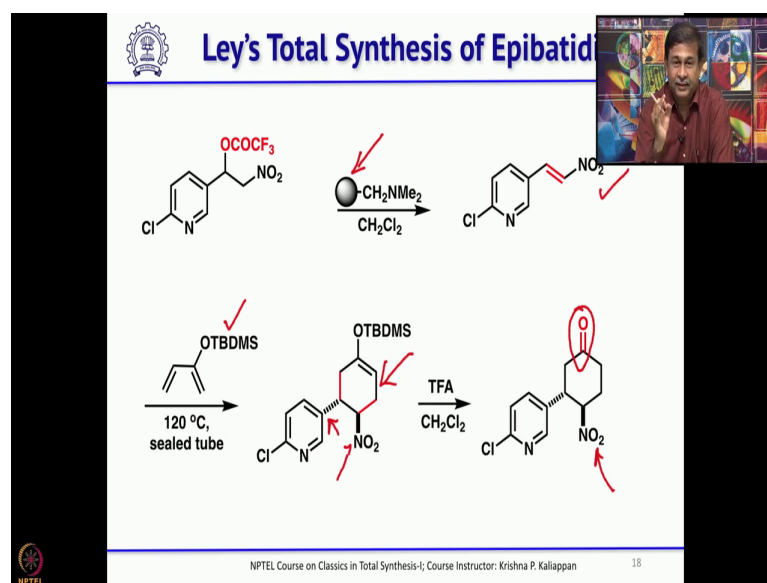 Ley's Total Synthesis of Epibatidi
OCOCF3
NO2
Cl
N
CH2NMe2
CH2Cl2
NO2
Cl
N
OTBDMS
120 ºC,
sealed tube
OTBDMS
NO2
Cl
N
TFA
CH2Cl2
O
NO2
Cl
N
NPTEL
NPTEL Course on Classics in Total Synthesis-I; Course Instructor: Krishna P. Kaliappan
18